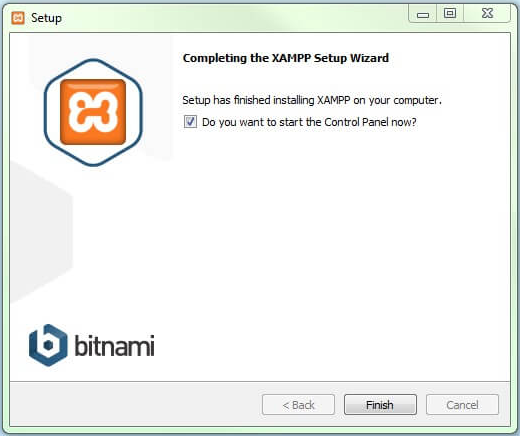 Setup
Completing the XAMPP Setup Wizard
Setup has finished installing XAMPP on your computer.
Do you want to start the Control Panel now?
bitnami
< Back
Finish
Cancel